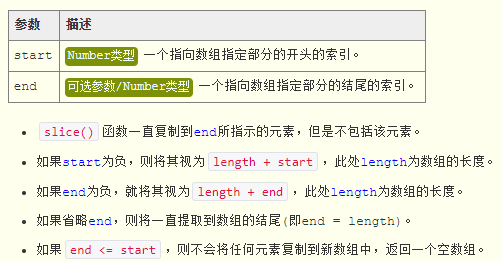 参数 描述
start Number类型 一个指向数组指定部分的开头的索引。
end 可选参数/Number类型 一个指向数组指定部分的结尾的索引。
slice() 函数一直复制到end所指示的元素，但是不包括该元素。
如果start为负，则将其视为 length + start ，此处length为数组的长度。
如果end为负，就将其视为 length + end ，此处length为数组的长度。
如果省略end，则将一直提取到数组的结尾(即end = length)。
如果 end <= start ，则不会将任何元素复制到新数组中，返回一个空数组。